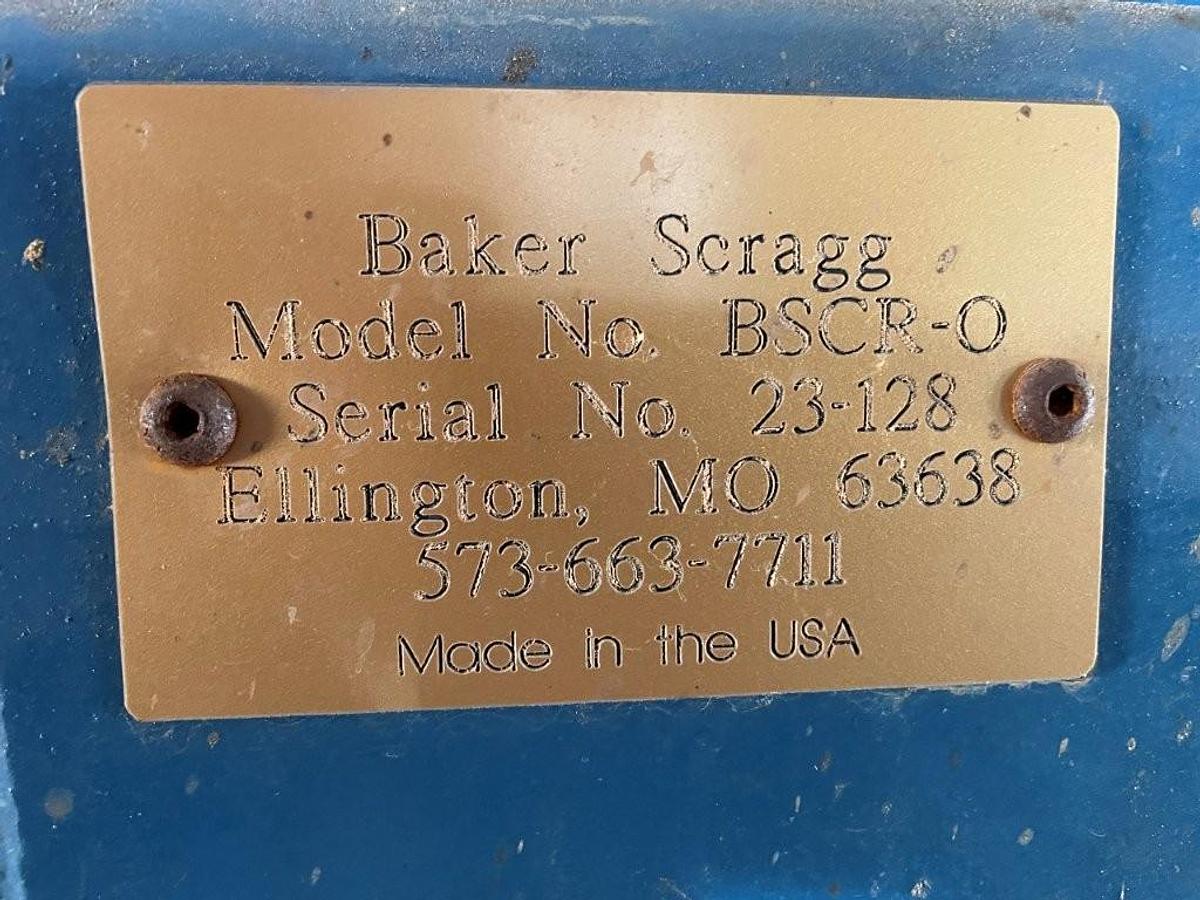 Baker Scragg
Model No. BSCR-O
Serial No. 23-128
Ellington, MO 63638
573-663-7711
Made in the USA